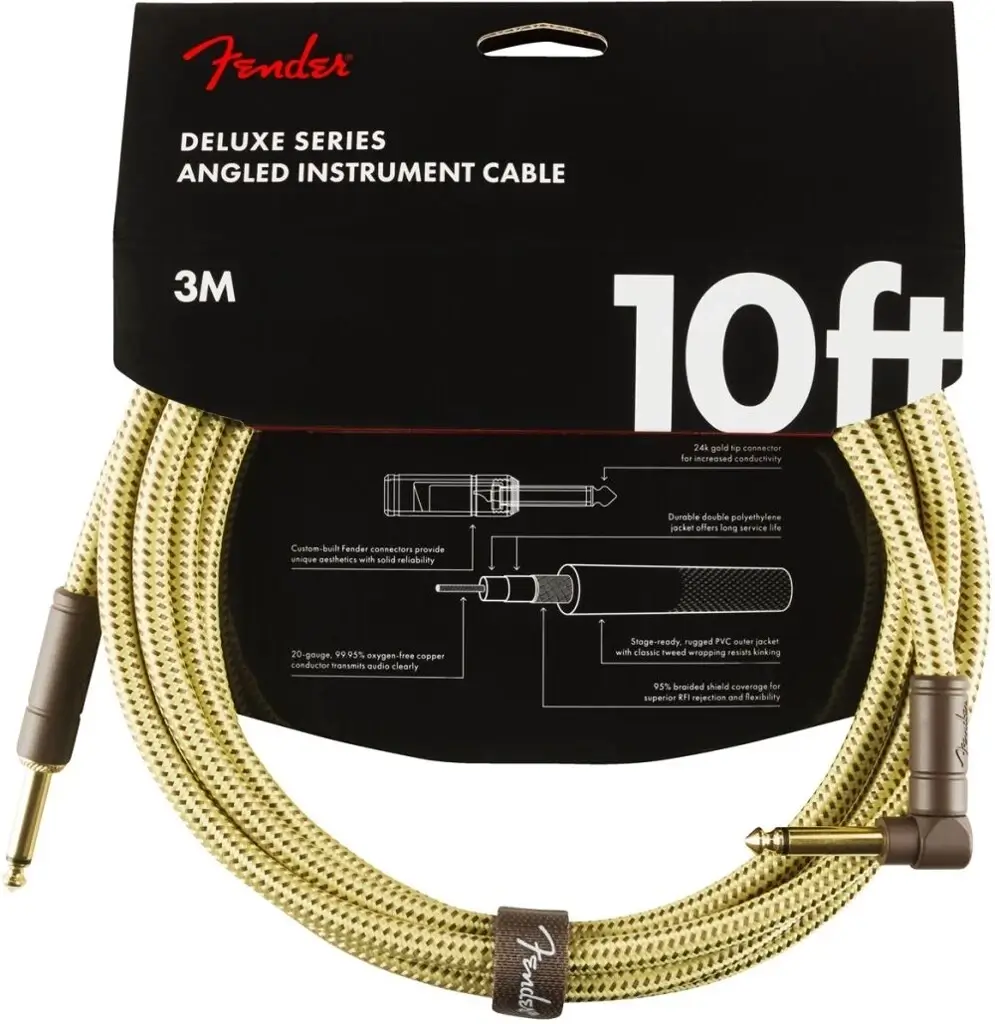 Fender
DELUXE SERIES
ANGLED INSTRUMENT CABLE
3M
10ft
24k gold tip connector
for increased conductivity
Durable double polyethylene
jacket offers long service life
Custom-built Fender connectors provide
unique aesthetics with solid reliability
20-gauge, 99.95% oxygen-free copper
conductor transmits audio clearly
Stage-ready, rugged PVC outer jacket
with classic tweed wrapping resists kinking
95% braided shield coverage for
superior RFI rejection and flexibility
Fender
Fender